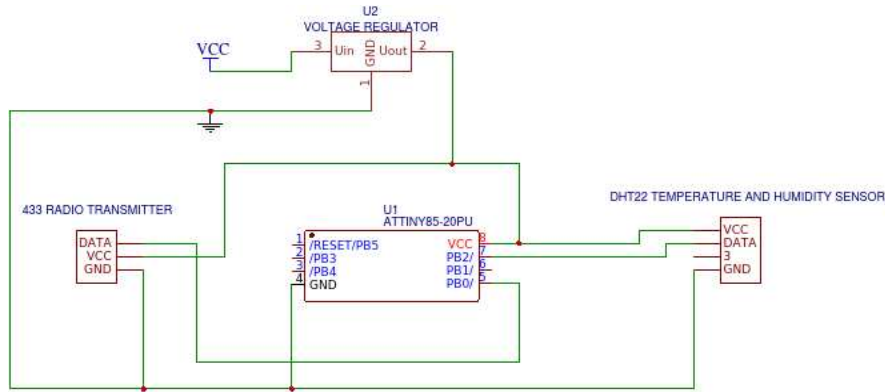 U2
VOLTAGE REGULATOR
VCC
3 Uin GND Uout 2
1
433 RADIO TRANSMITTER
DATA
VCC
GND
U1
ATTINY85-20PU
1 /RESET/PB5
2 /PB3
3 /PB4
4 GND
VCC 8
PB2/ 7
PB1/ 6
PB0/ 5
DHT22 TEMPERATURE AND HUMIDITY SENSOR
VCC
DATA
3
GND